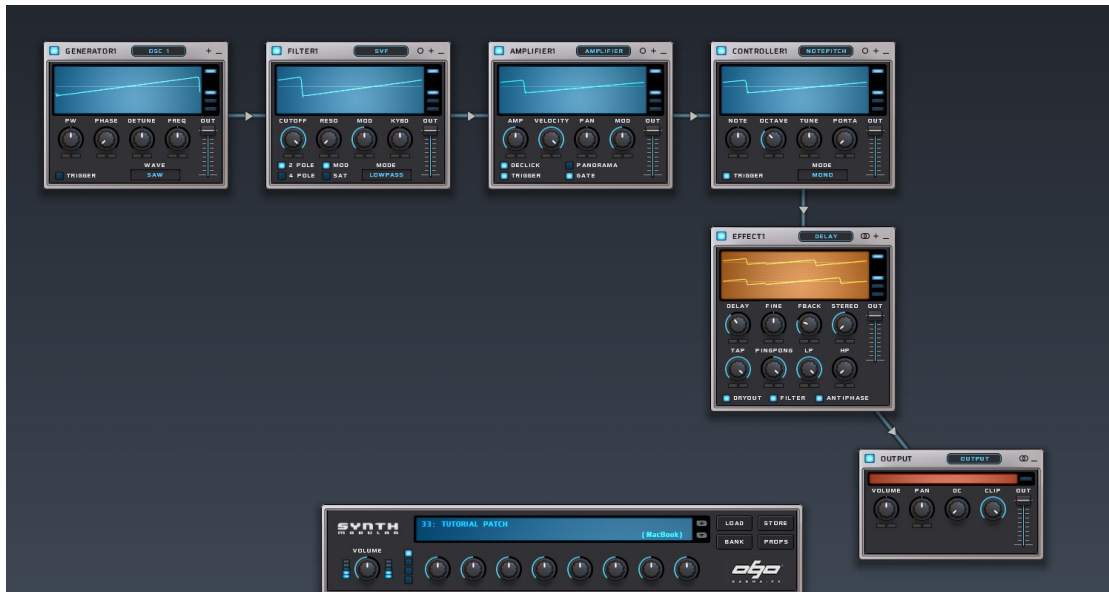 GENERATOR1 OSC 1
PW PHASE DETUNE FREQ OUT
WAVE
TRIGGER SAW
FILTER1 SVF
CUTOFF RESO MOD KYBD OUT
2 POLE MOD MODE
4 POLE SAT LOWPASS
AMPLIFIER1 AMPLIFIER
AMP VELOCITY PAN MOD OUT
DECLICK PANORAMA
TRIGGER GATE
CONTROLLER1 NOTEPITCH
NOTE OCTAVE TUNE PORTA OUT
MODE
TRIGGER MONO
EFFECT1 DELAY
DELAY FINE FBACK STEREO OUT
TAP PINGPONG LP HP
DRYOUT FILTER ANTIPHASE
OUTPUT OUTPUT
VOLUME PAN DC CLIP OUT
SYNTH
MODULAR
33: TUTORIAL PATCH
(MacBook)
LOAD STORE
BANK PROPS
VOLUME